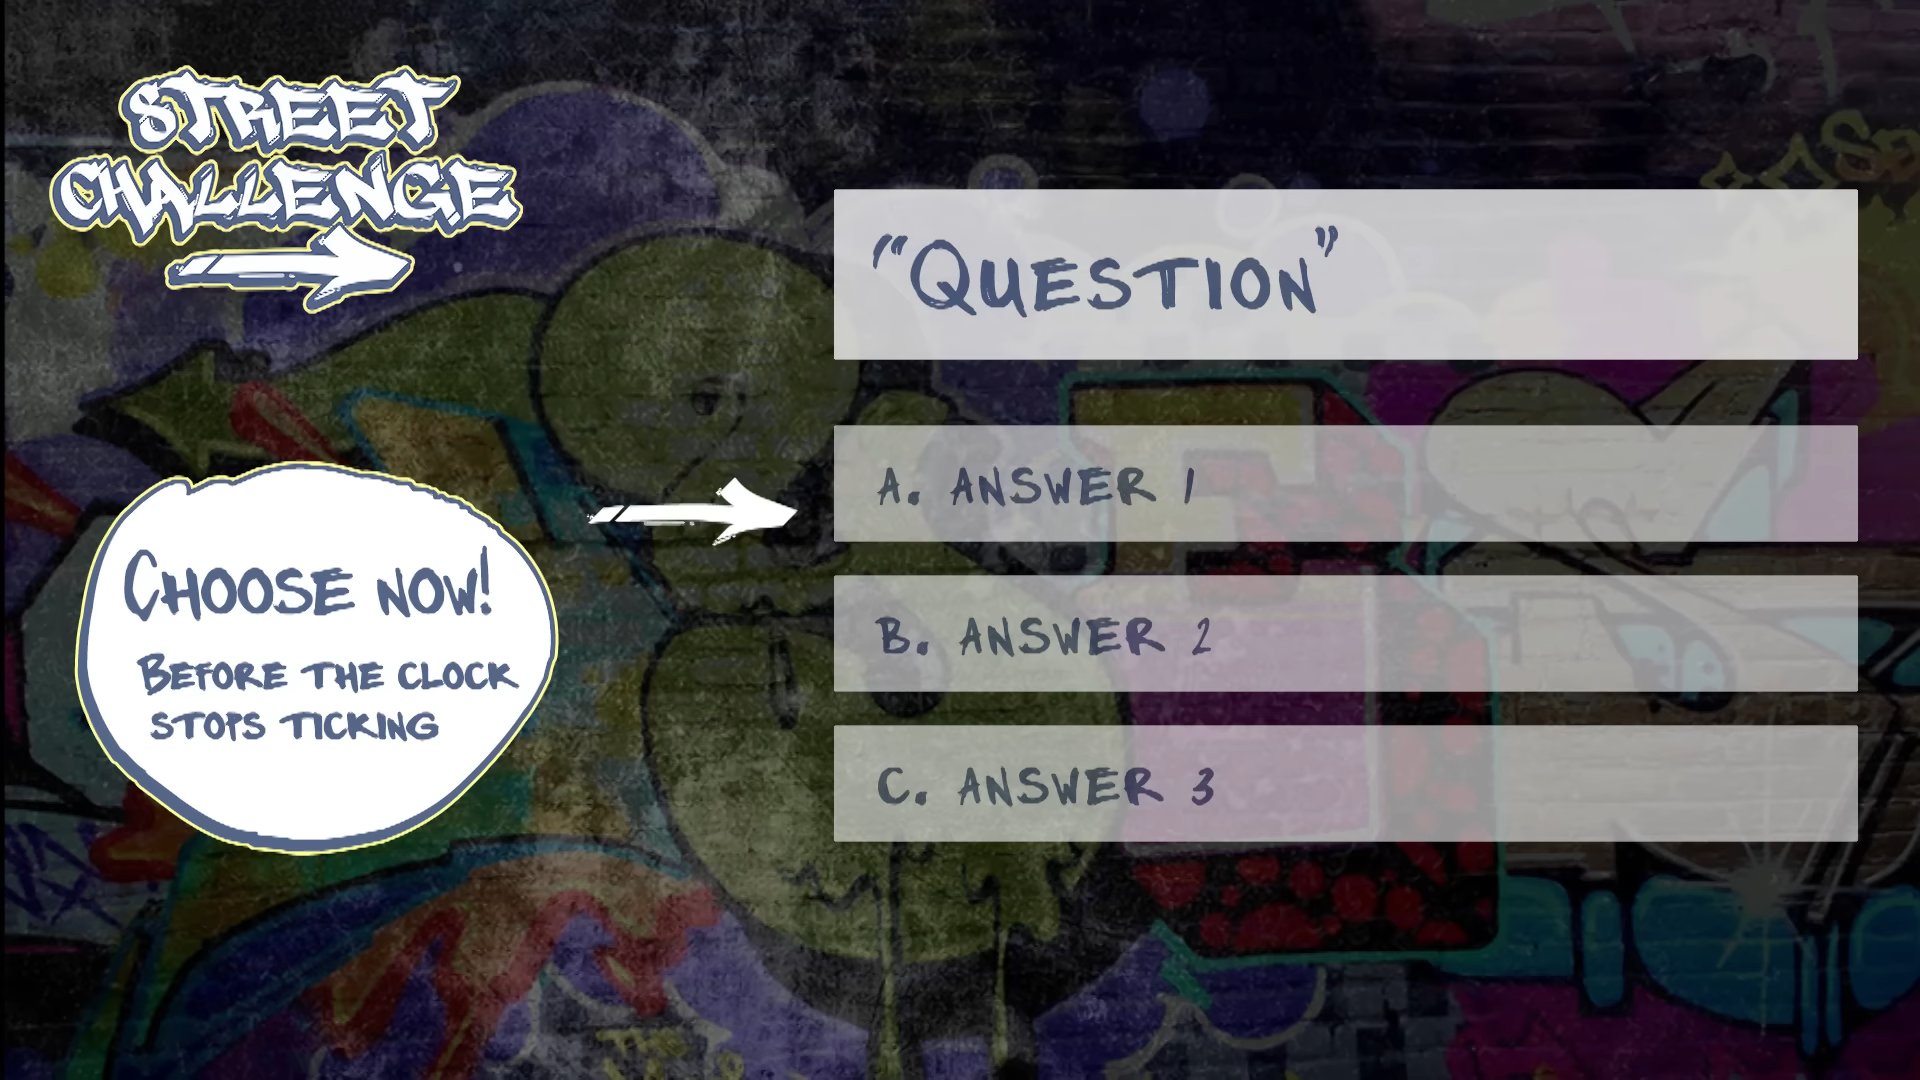 STREET
CHALLENGE
CHOOSE NOW!
BEFORE THE CLOCK
STOPS TICKING
"QUESTION"
A. ANSWER 1
B. ANSWER 2
C. ANSWER 3